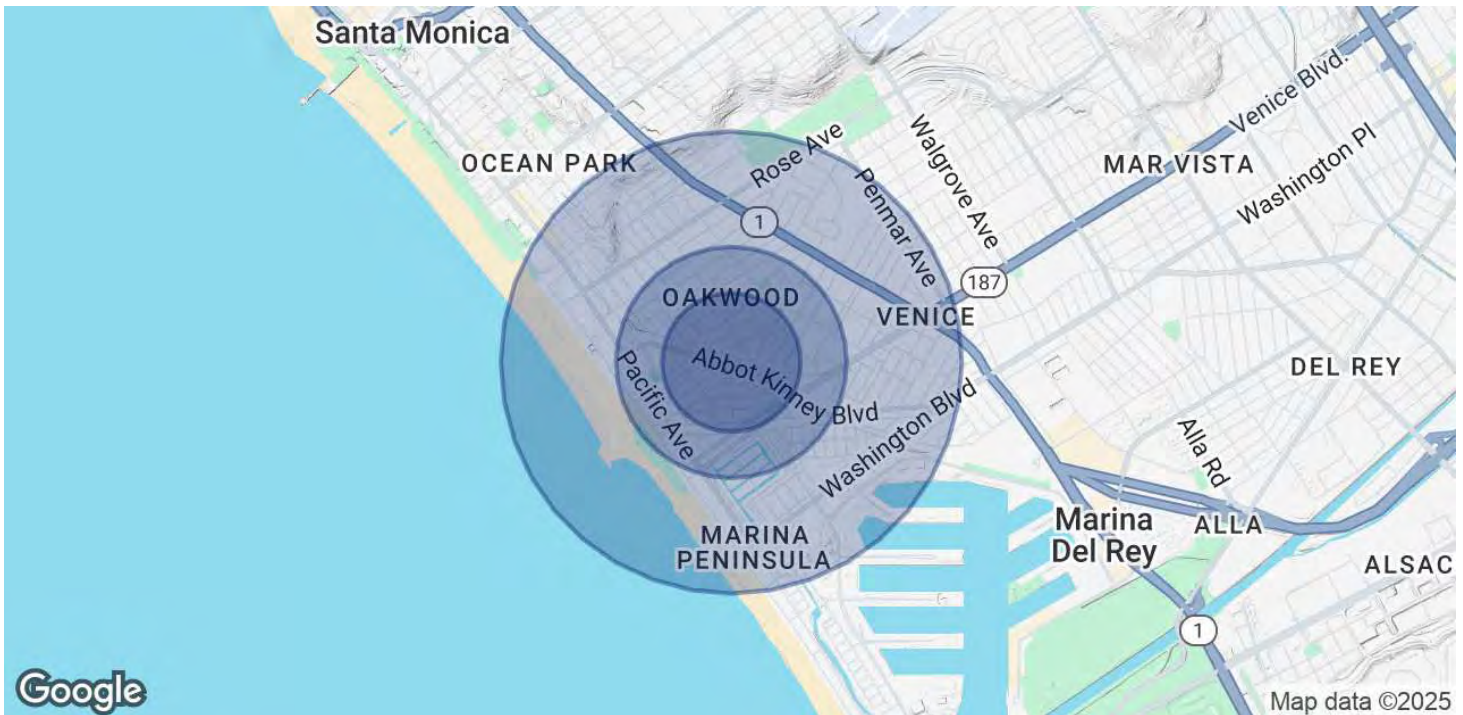 Santa Monica
OCEAN PARK
Rose Ave
Walgrove Ave
Penmar Ave
Venice Blvd.
MAR VISTA
Washington Pl
1
187
OAKWOOD
VENICE
Abbot Kinney Blvd
Pacific Ave
Washington Blvd
DEL REY
Alla Rd
MARINA
PENINSULA
Marina
Del Rey
ALLA
ALSAC
1
Google
Map data ©2025